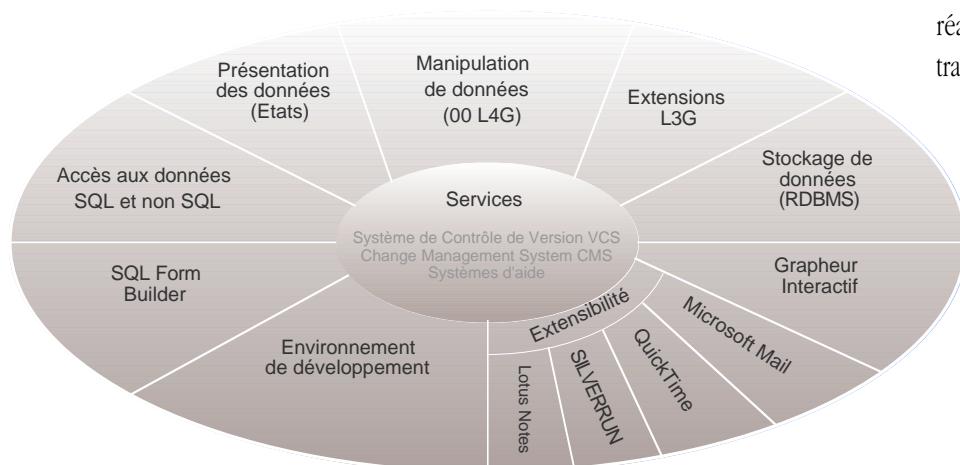 Présentation
des données
(Etats)
Manipulation
de données
(00 L4G)
Extensions
L3G
Accès aux données
SQL et non SQL
Stockage de
données
(RDBMS)
Services
Système de Contrôle de Version VCS
Change Management System CMS
Systèmes d'aide
SQL Form
Builder
Grapheur
Interactif
Environnement
de développement
Extensibilité
Lotus Notes
SILVERRUN
QuickTime
Microsoft Mail